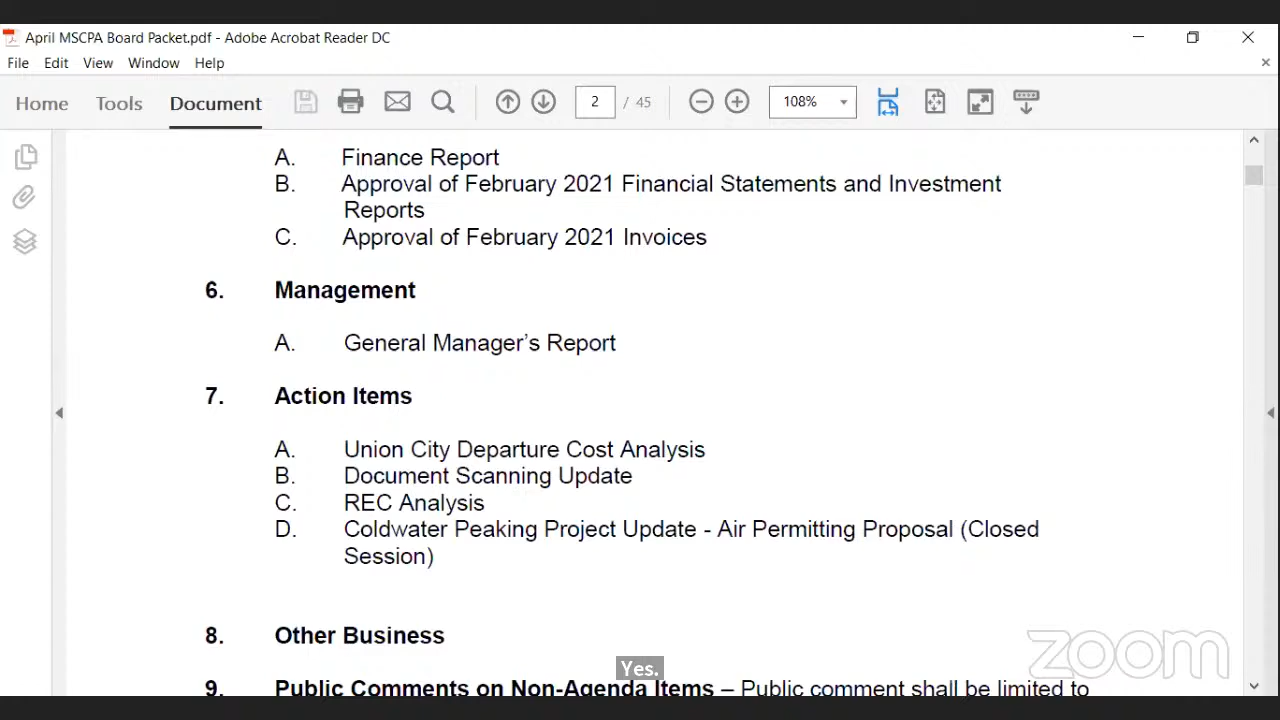 April MSCPA Board Packet.pdf - Adobe Acrobat Reader DC
File Edit View Window Help
Home Tools Document 2 / 45 108%
A. Finance Report
B. Approval of February 2021 Financial Statements and Investment
Reports
C. Approval of February 2021 Invoices
6. Management
A. General Manager's Report
7. Action Items
A. Union City Departure Cost Analysis
B. Document Scanning Update
C. REC Analysis
D. Coldwater Peaking Project Update - Air Permitting Proposal (Closed
Session)
8. Other Business
zoom
Yes.
9. Public Comments on Non-Agenda Items – Public comment shall be limited to